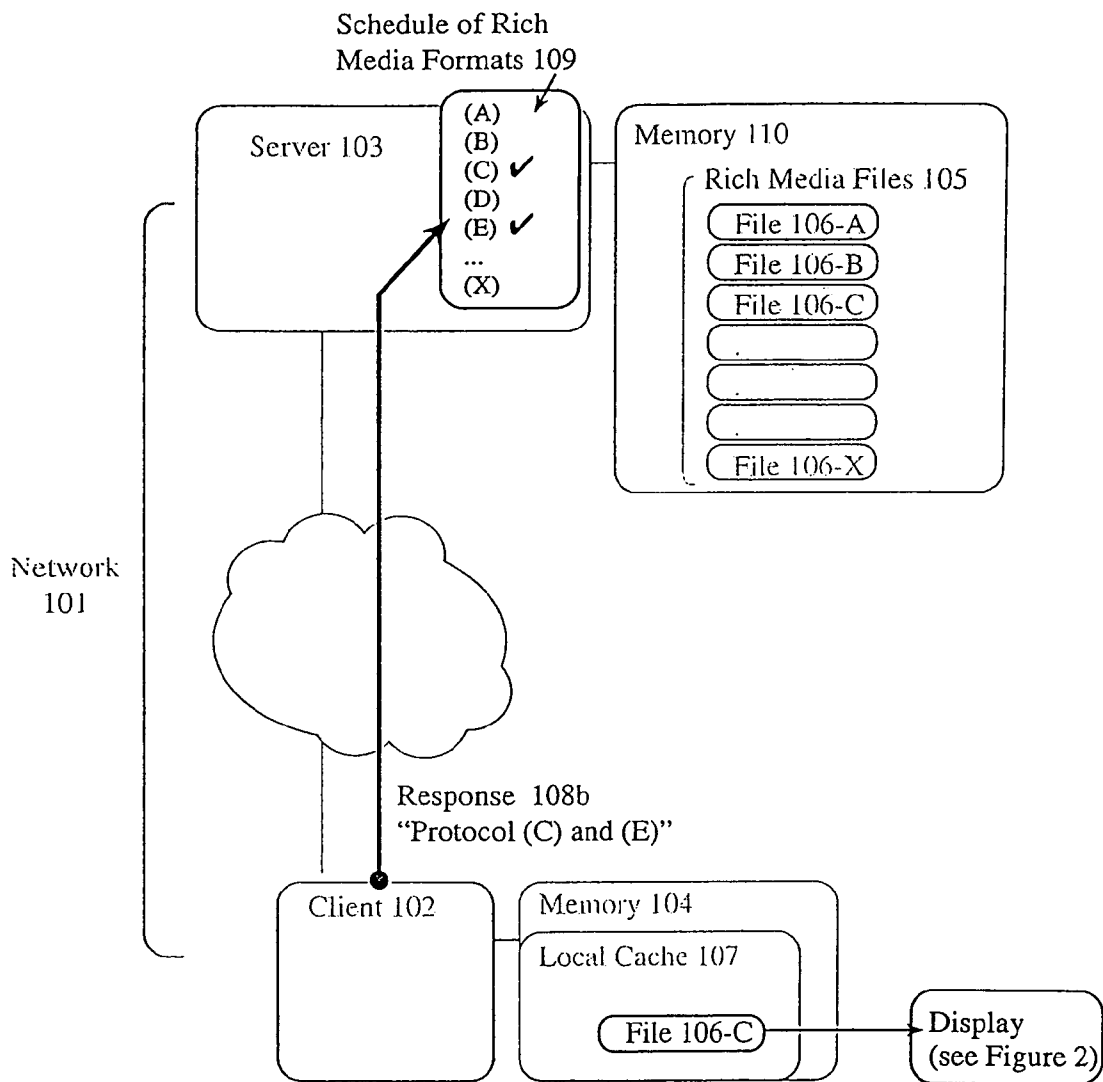 Schedule of Rich
Media Formats 109
Server 103
(A)
(B)
(C) ✓
(D)
(E) ✓
...
(X)
Memory 110
Rich Media Files 105
File 106-A
File 106-B
File 106-C
.
.
.
File 106-X
Network
101
Response 108b
“Protocol (C) and (E)”
Client 102
Memory 104
Local Cache 107
File 106-C
Display
(see Figure 2)